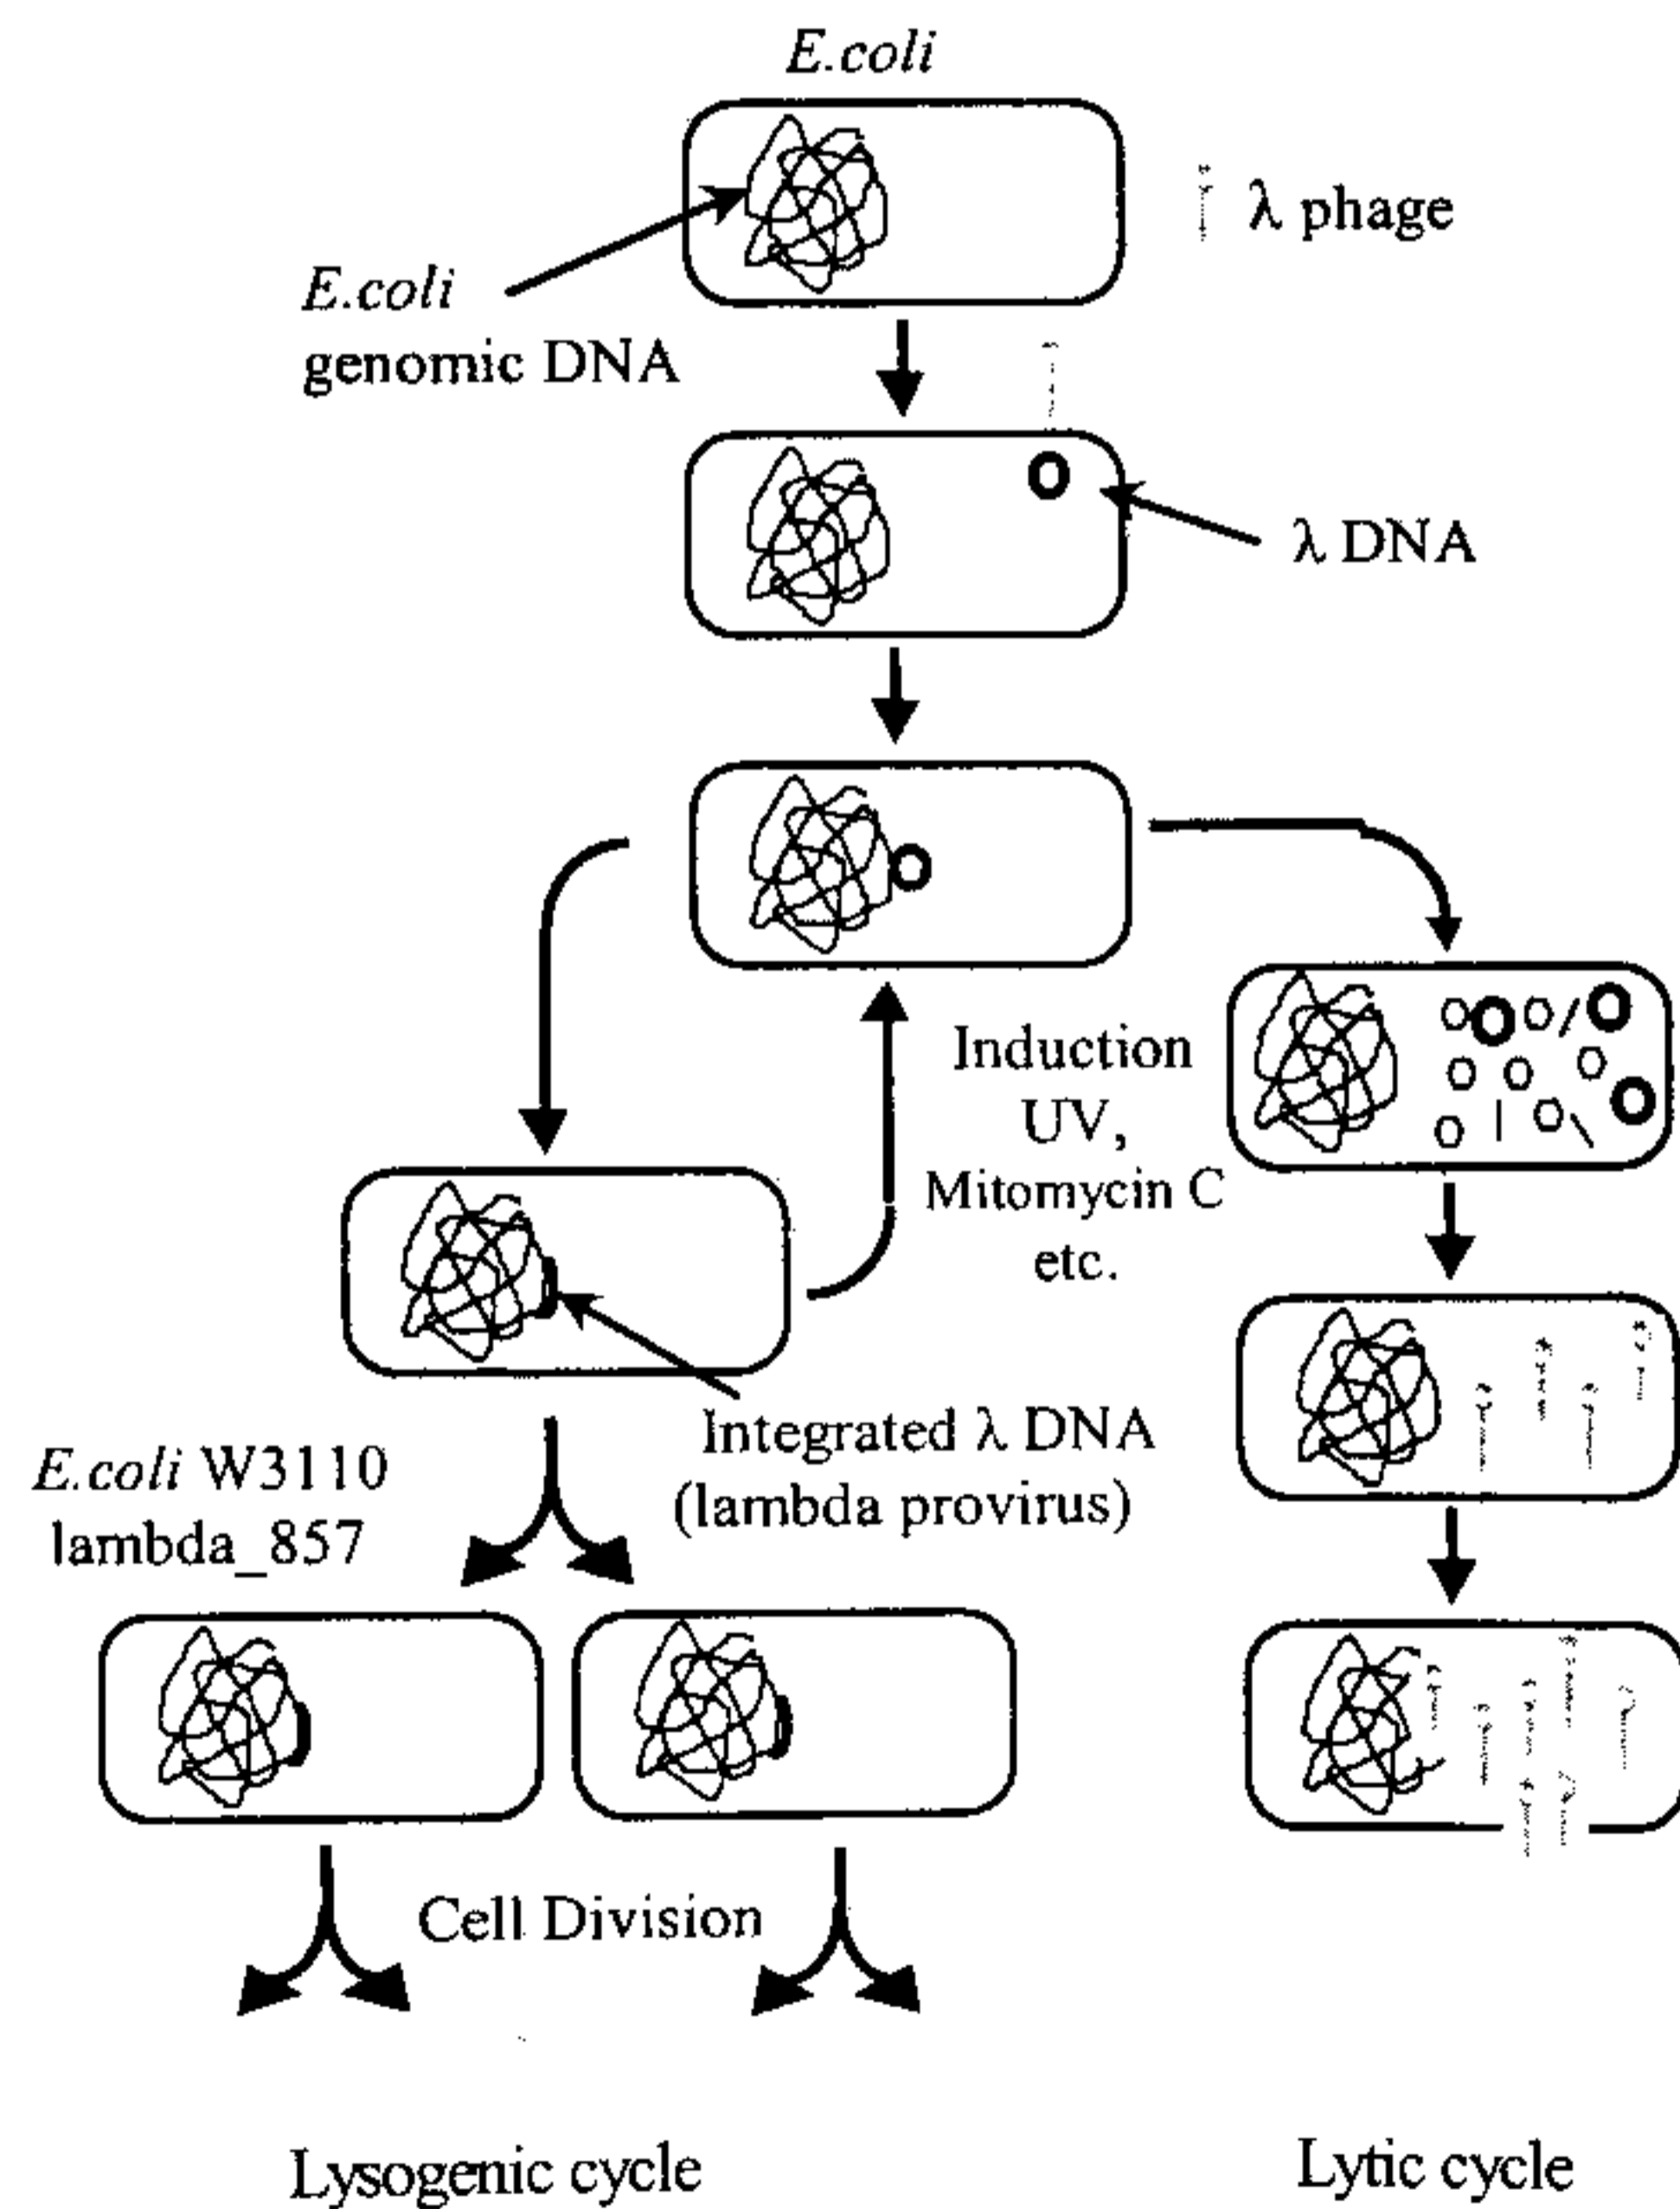 E.coli
λ phage
E.coli
genomic DNA
λ DNA
Induction
UV,
Mitomycin C
etc.
Integrated λ DNA
(lambda provirus)
E.coli W3110
lambda_857
Cell Division
Lysogenic cycle
Lytic cycle